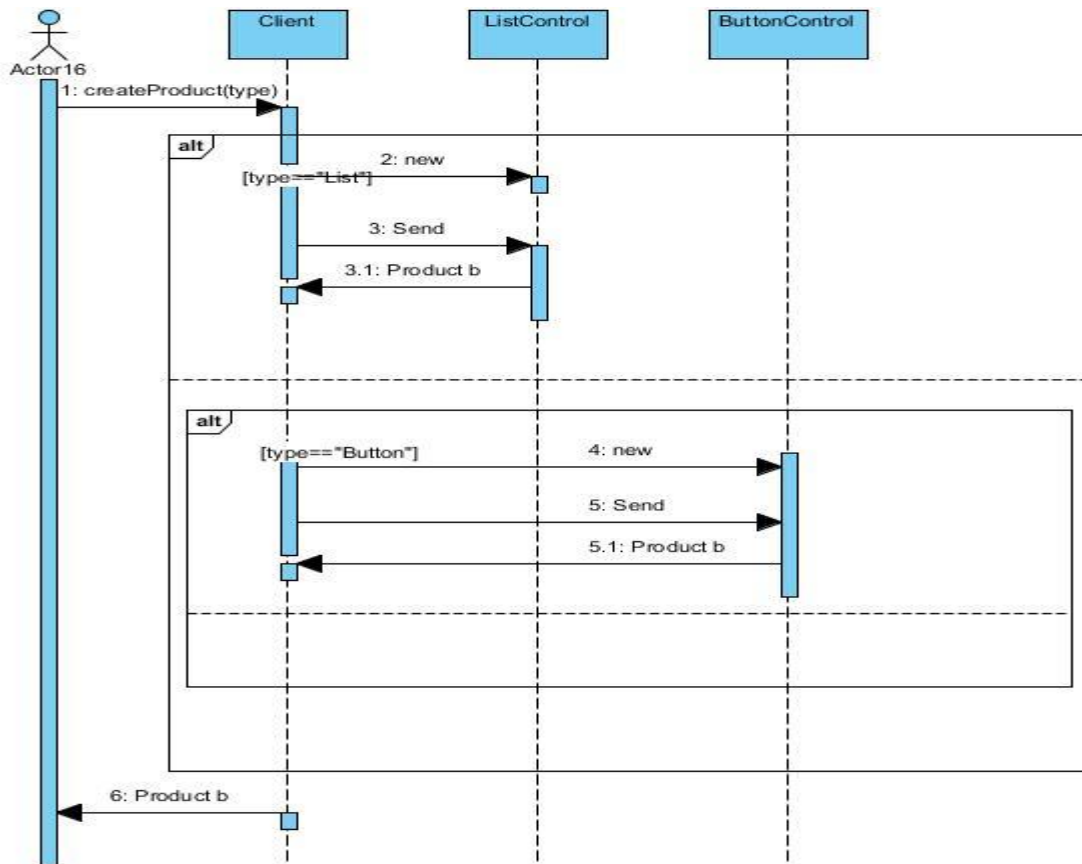 Client
ListControl
ButtonControl
Actor16
1: createProduct(type)
alt
2: new
[type=="List"]
3: Send
3.1: Product b
alt
[type=="Button"]
4: new
5: Send
5.1: Product b
6: Product b